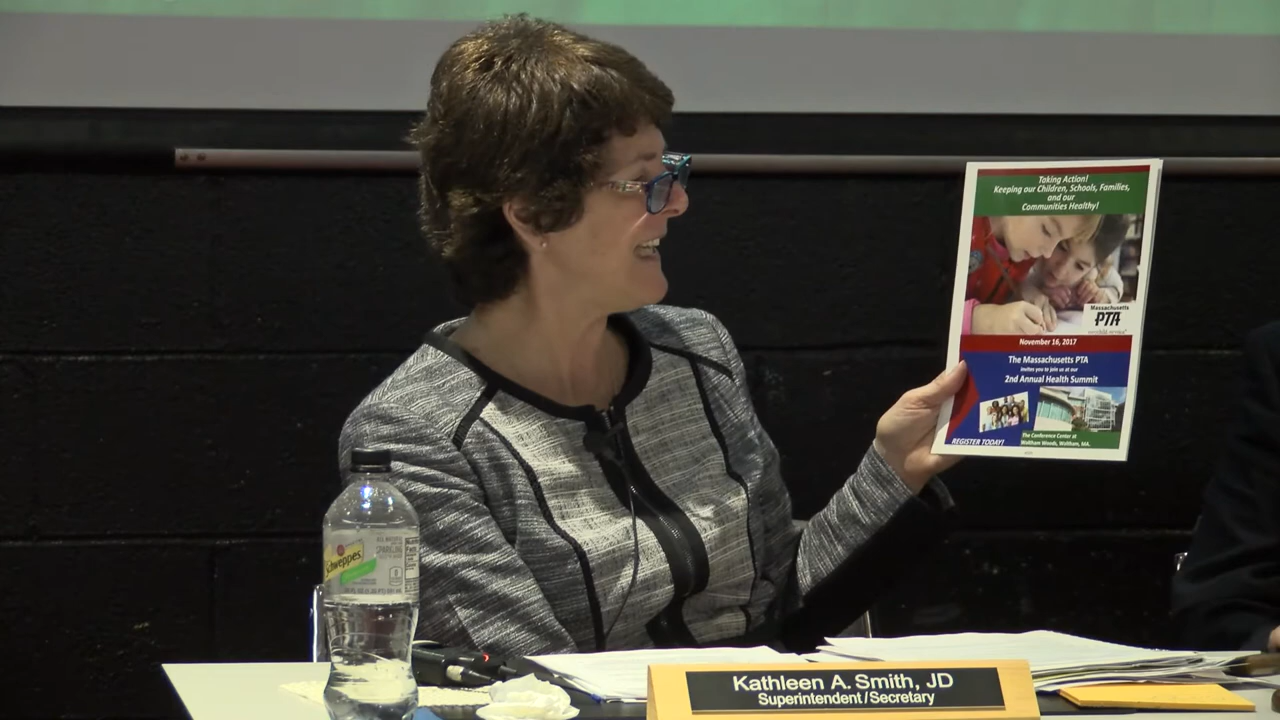 Taking Action!
Keeping our Children, Schools, Families,
and our
Communities Healthy!
Massachusetts
PTA
November 16, 2017
The Massachusetts PTA
invites you to join us at our
2nd Annual Health Summit
The Conference Center at
Waltham Woods, Waltham, MA.
REGISTER TODAY!
Schweppes
Kathleen A. Smith, JD
Superintendent/Secretary